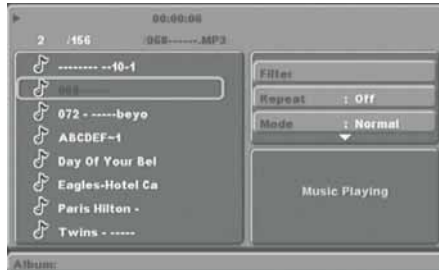 00:00:06
2 /156 /068------.MP3
-------- --10-1
068------
072 - -----beyo
ABCDEF~1
Day Of Your Bel
Eagles-Hotel Ca
Paris Hilton -
Twins - -----
Filter
Repeat : Off
Mode : Normal
Music Playing
Album: